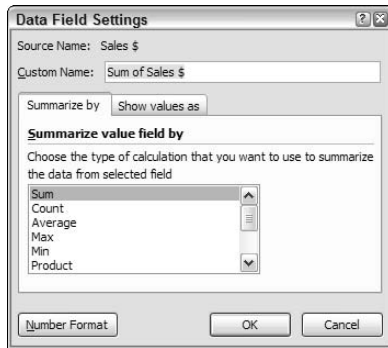 Data Field Settings
Source Name: Sales $
Custom Name: Sum of Sales $
Summarize by Show values as
Summarize value field by
Choose the type of calculation that you want to use to summarize
the data from selected field
Sum
Count
Average
Max
Min
Product
Number Format OK Cancel